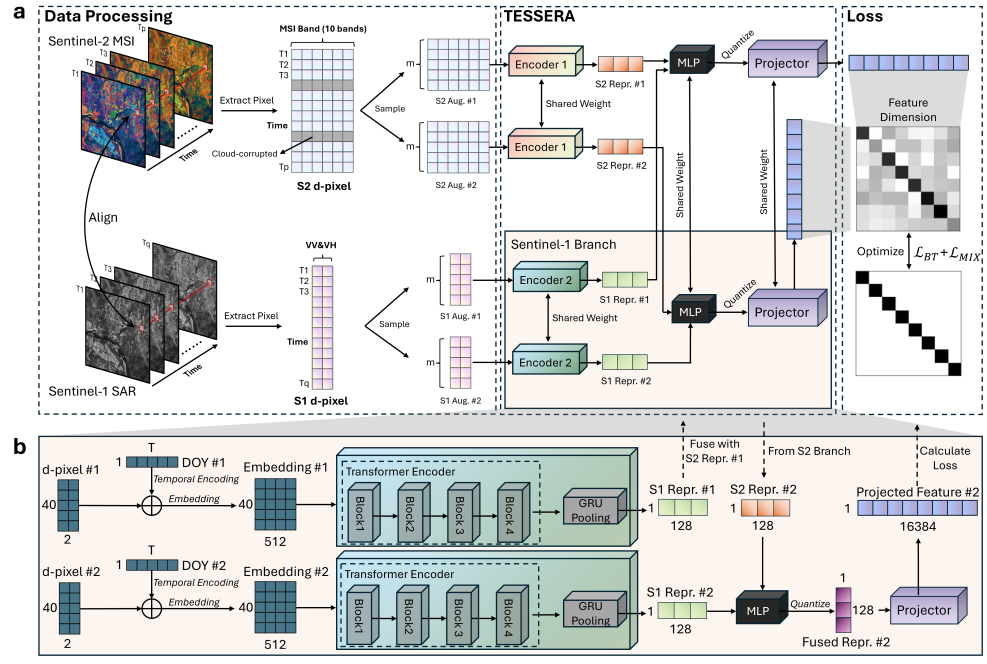 a
Data Processing
TESSERA
Loss
Sentinel-2 MSI
Tp
T3
T2
T1
Time
Extract Pixel
MSI Band (10 bands)
T1
T2
T3
Time
Cloud-corrupted
Tp
S2 d-pixel
Sample
m
S2 Aug. #1
m
S2 Aug. #2
Encoder 1
Shared Weight
Encoder 1
S2 Repr. #1
S2 Repr. #2
MLP
Quantize
Projector
Shared Weight
Shared Weight
Feature
Dimension
Optimize
ℒBT + ℒMIX
Align
Tq
T3
T1
Time
Sentinel-1 SAR
Extract Pixel
VV&VH
T1
T2
T3
Time
Tq
S1 d-pixel
Sample
m
S1 Aug. #1
m
S1 Aug. #2
Sentinel-1 Branch
Encoder 2
Shared Weight
Encoder 2
S1 Repr. #1
S1 Repr. #2
MLP
Quantize
Projector
b
d-pixel #1
40
2
T
1
DOY #1
Temporal Encoding
Embedding
Embedding #1
40
512
Transformer Encoder
Block1
Block2
Block 3
Block 4
GRU
Pooling
Fuse with
S2 Repr. #1
From S2 Branch
Calculate
Loss
S1 Repr. #1
1
128
S2 Repr. #2
1
128
Projected Feature #2
1
16384
d-pixel #2
40
2
T
1
DOY #2
Temporal Encoding
Embedding
Embedding #2
40
512
Transformer Encoder
Block1
Block2
Block 3
Block 4
GRU
Pooling
S1 Repr. #2
1
128
MLP
Quantize
1
128
Fused Repr. #2
Projector